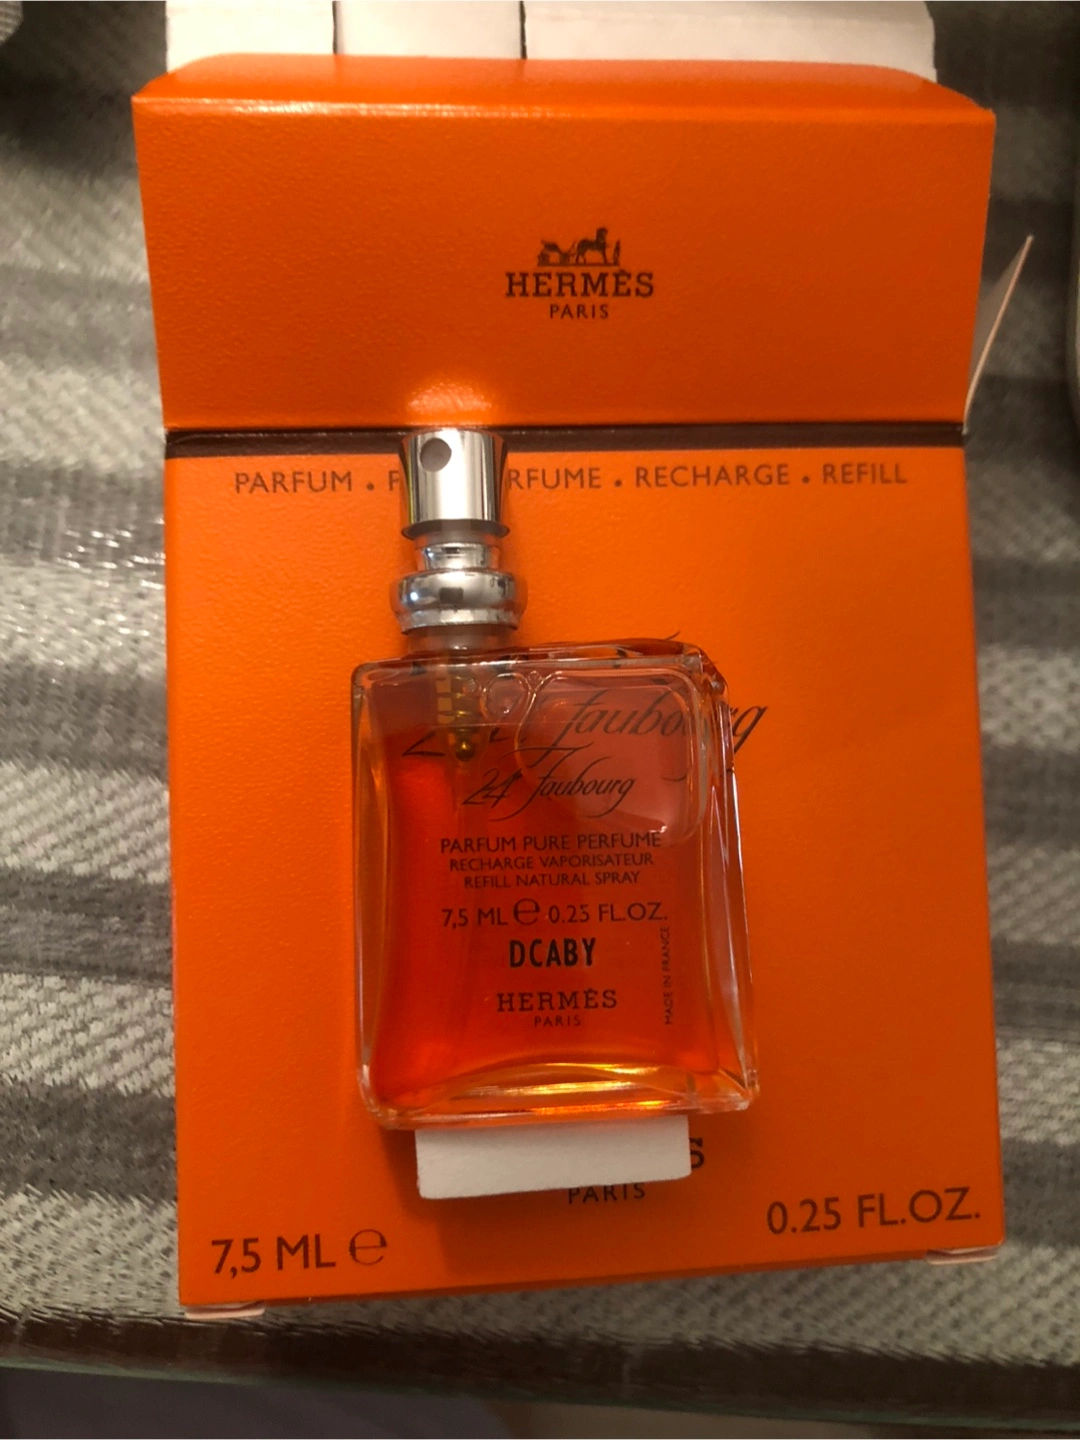 HERMÈS
PARIS
PARFUM . RFUME . RECHARGE . REFILL
faubourg
24 faubourg
PARFUM PURE PERFUME
RECHARGE VAPORISATEUR
REFILL NATURAL SPRAY
7,5 ML e 0.25 FL.OZ.
DCABY
MADE IN FRANCE
HERMÈS
PARIS
S
PARIS
7,5 ML e
0.25 FL.OZ.